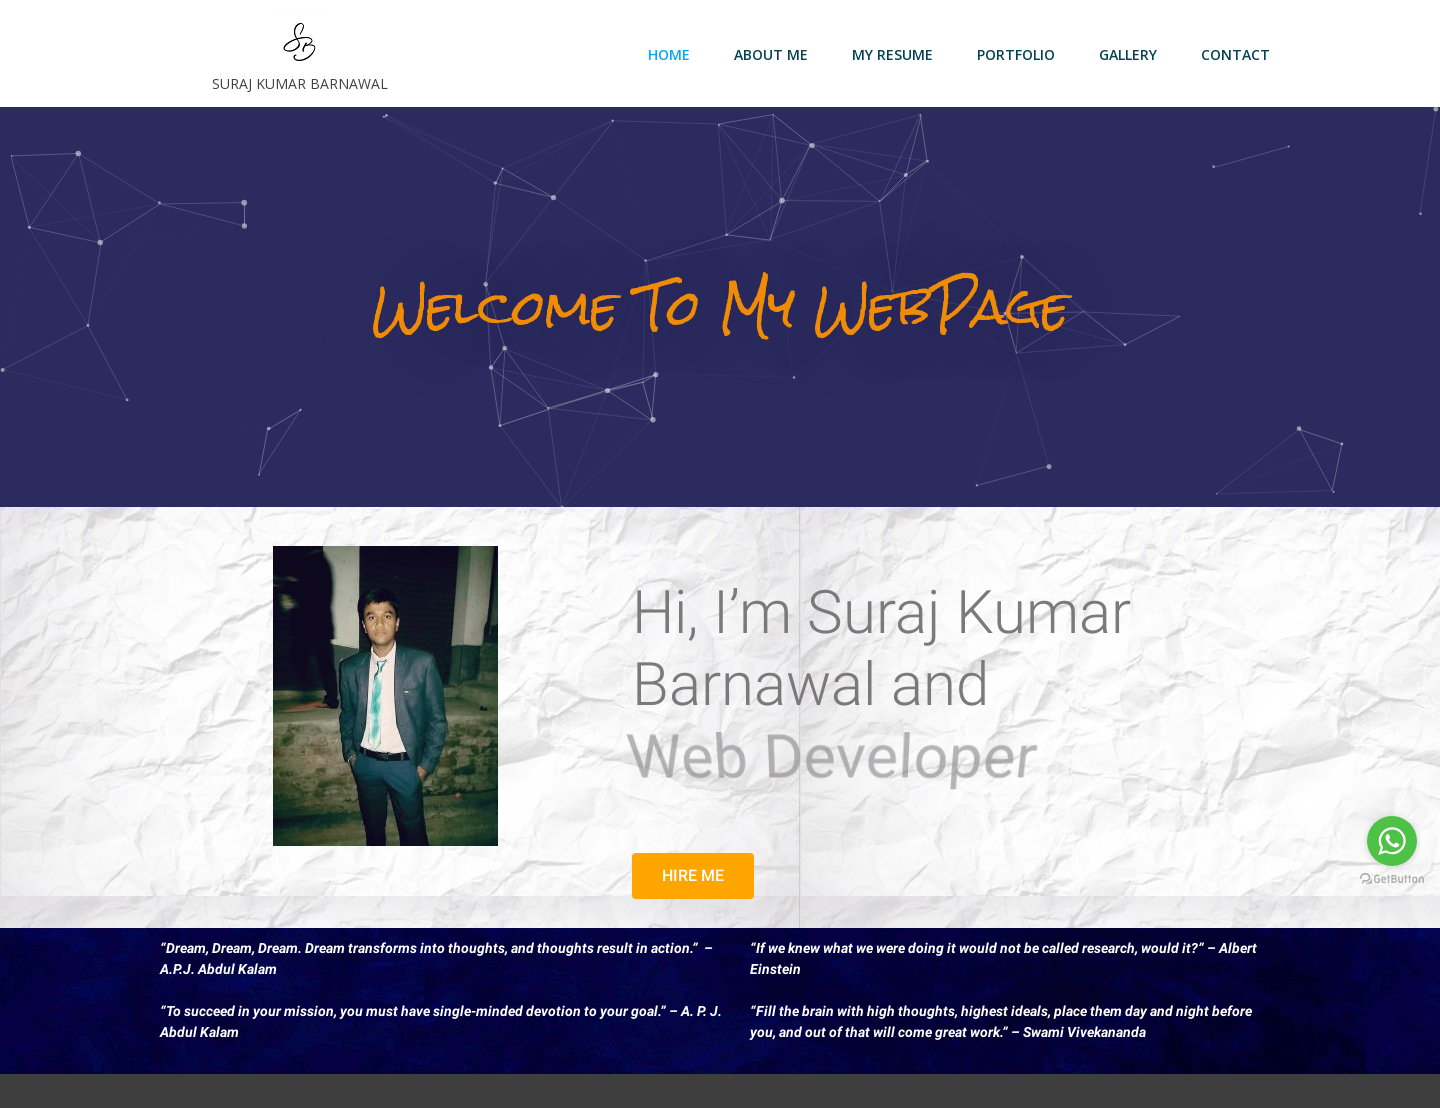 SB
SURAJ KUMAR BARNAWAL
HOME ABOUT ME MY RESUME PORTFOLIO GALLERY CONTACT
Welcome To My WebPage
Hi, I’m Suraj Kumar
Barnawal and
Web Developer
HIRE ME
GetButton
“Dream, Dream, Dream. Dream transforms into thoughts, and thoughts result in action.” –
A.P.J. Abdul Kalam
“To succeed in your mission, you must have single-minded devotion to your goal.” – A. P. J.
Abdul Kalam
“If we knew what we were doing it would not be called research, would it?” – Albert
Einstein
“Fill the brain with high thoughts, highest ideals, place them day and night before
you, and out of that will come great work.” – Swami Vivekananda